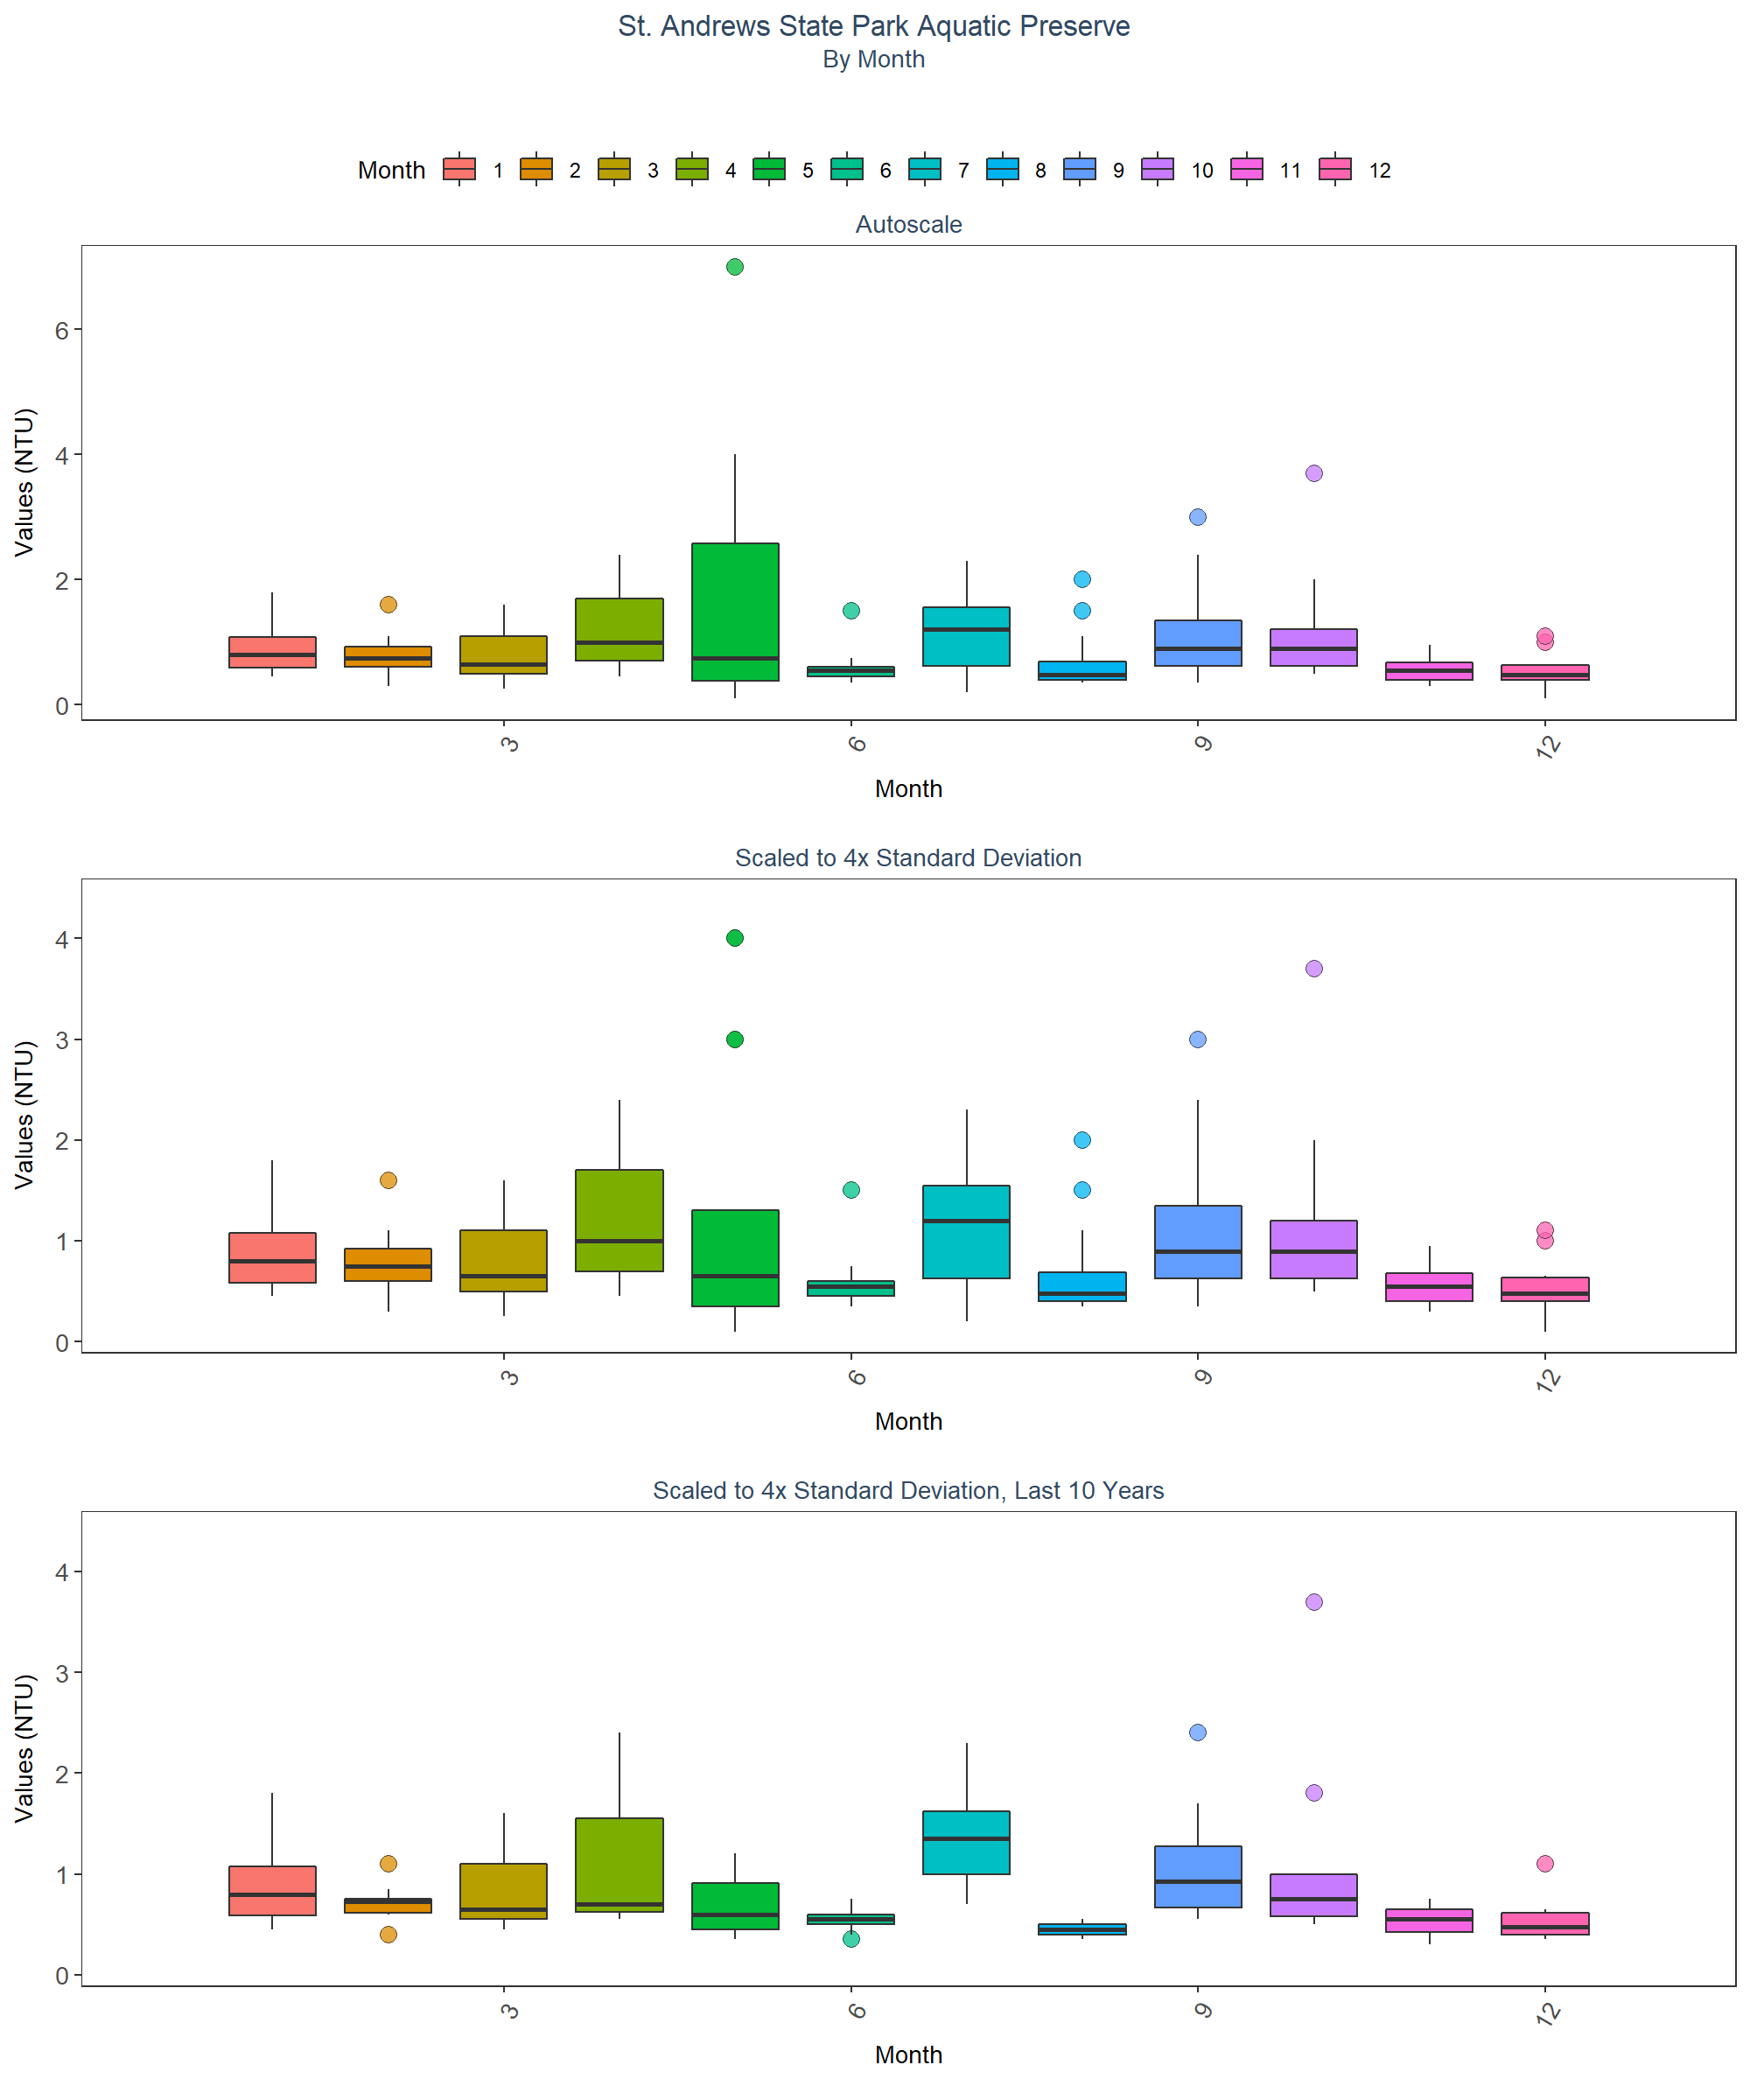 St. Andrews State Park Aquatic Preserve
By Month
Month 1 2 3 4 5 6 7 8 9 10 11 12
Autoscale
Values (NTU)
6
4
2
0
3 6 9 12
Month
Scaled to 4x Standard Deviation
Values (NTU)
4
3
2
1
0
3 6 9 12
Month
Scaled to 4x Standard Deviation, Last 10 Years
Values (NTU)
4
3
2
1
0
3 6 9 12
Month